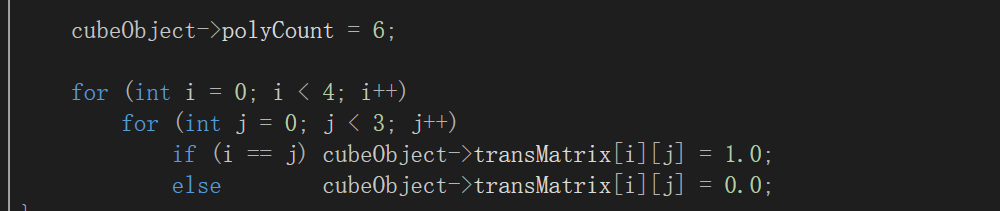 cubeObject->polyCount = 6;
for (int i = 0; i < 4; i++)
for (int j = 0; j < 3; j++)
if (i == j) cubeObject->transMatrix[i][j] = 1.0;
else cubeObject->transMatrix[i][j] = 0.0;
}